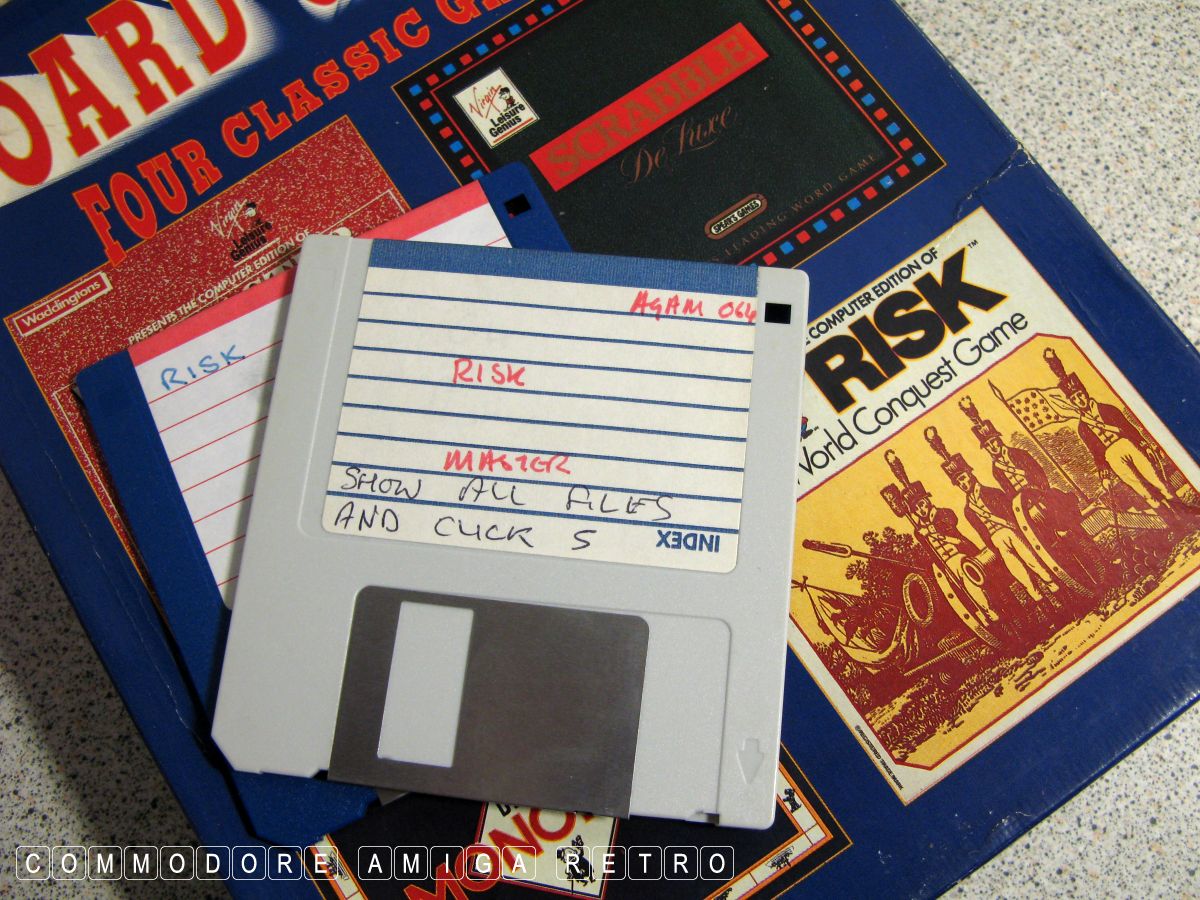 OARD
FOUR CLASSIC GA
Virgin
Leisure
Genius
SCRABBLE
De Luxe
SPEAR'S GAMES
LEADING WORD GAME
Virgin
Leisure
Genius
Waddingtons
PRESENTS THE COMPUTER EDITION OF
RISK
AGAM 064
RISK
MASTER
SHOW ALL FILES
AND CLICK S
INDEX
COMPUTER EDITION OF
RISK™
World Conquest Game
MONO
COMMODORE AMIGA RETRO